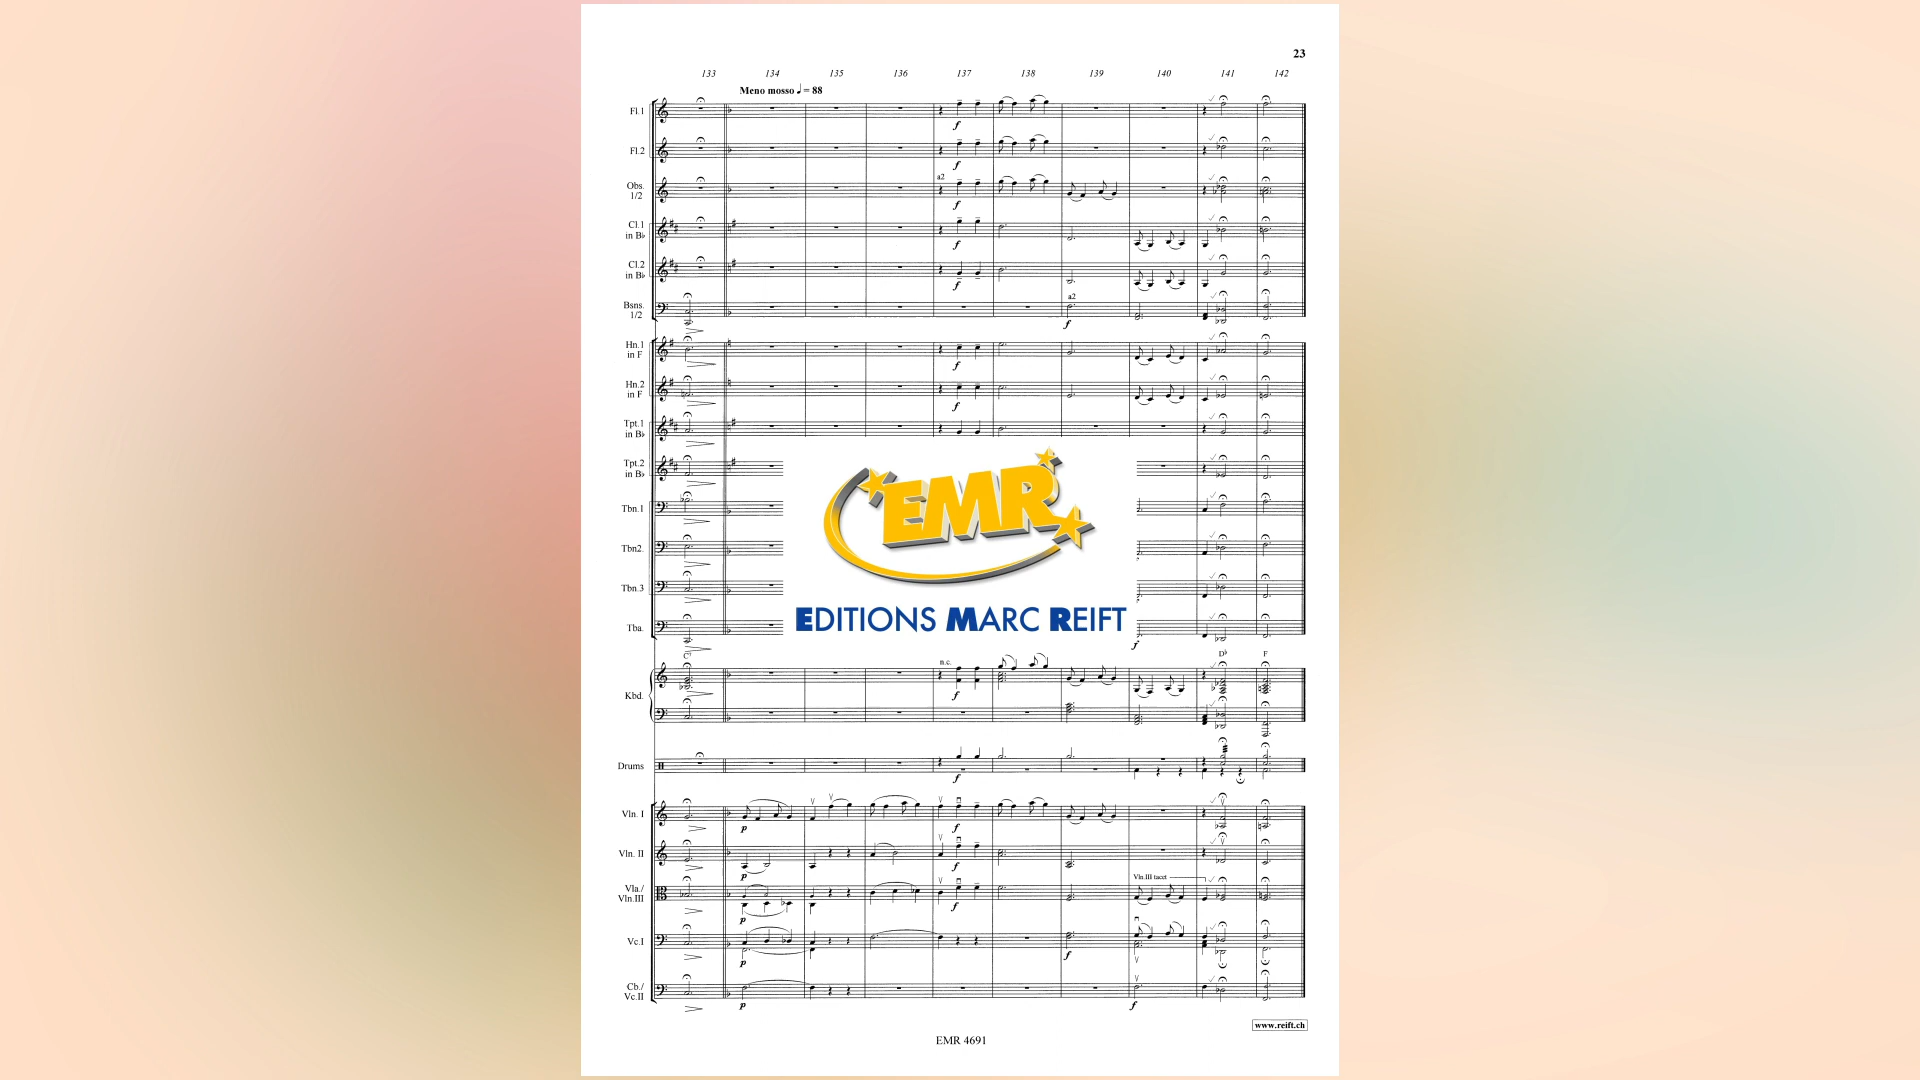 23
133 134 135 136 137 138 139 140 141 142
Meno mosso ♩ = 88
Fl.1
f
Fl.2
f
a2
Obs.
1/2
f
Cl.1
in B♭
f
Cl.2
in B♭
f
a2
Bsns.
1/2
f
Hn.1
in F
f
Hn.2
in F
f
Tpt.1
in B♭
Tpt.2
in B♭
Tbn.1
Tbn2.
Tbn.3
Tba.
f
EMR
EDITIONS MARC REIFT
C7 n.c. D♭ F
Kbd.
f
Drums
f
Vln. I
p f
Vln. II
p f
Vln.III tacet
Vla./
Vln.III
p f
Vc.I
p f
Cb./
Vc.II
p f
www.reift.ch
EMR 4691